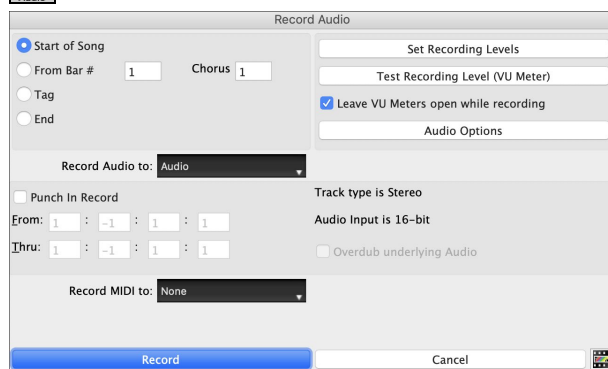 Record Audio
Start of Song
From Bar # 1 Chorus 1
Tag
End
Set Recording Levels
Test Recording Level (VU Meter)
Leave VU Meters open while recording
Audio Options
Record Audio to: Audio
Punch In Record
From: 1 : -1 : 1 : 1
Thru: 1 : -1 : 1 : 1
Track type is Stereo
Audio Input is 16-bit
Overdub underlying Audio
Record MIDI to: None
Record
Cancel